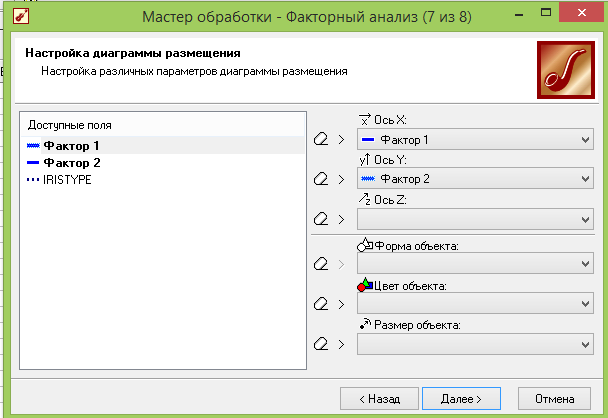 Мастер обработки - Факторный анализ (7 из 8)
Настройка диаграммы размещения
Настройка различных параметров диаграммы размещения
Доступные поля
Фактор 1
Фактор 2
IRISTYPE
x Ось X:
Фактор 1
y Ось Y:
Фактор 2
z Ось Z:
Форма объекта:
Цвет объекта:
Размер объекта:
< Назад
Далее >
Отмена